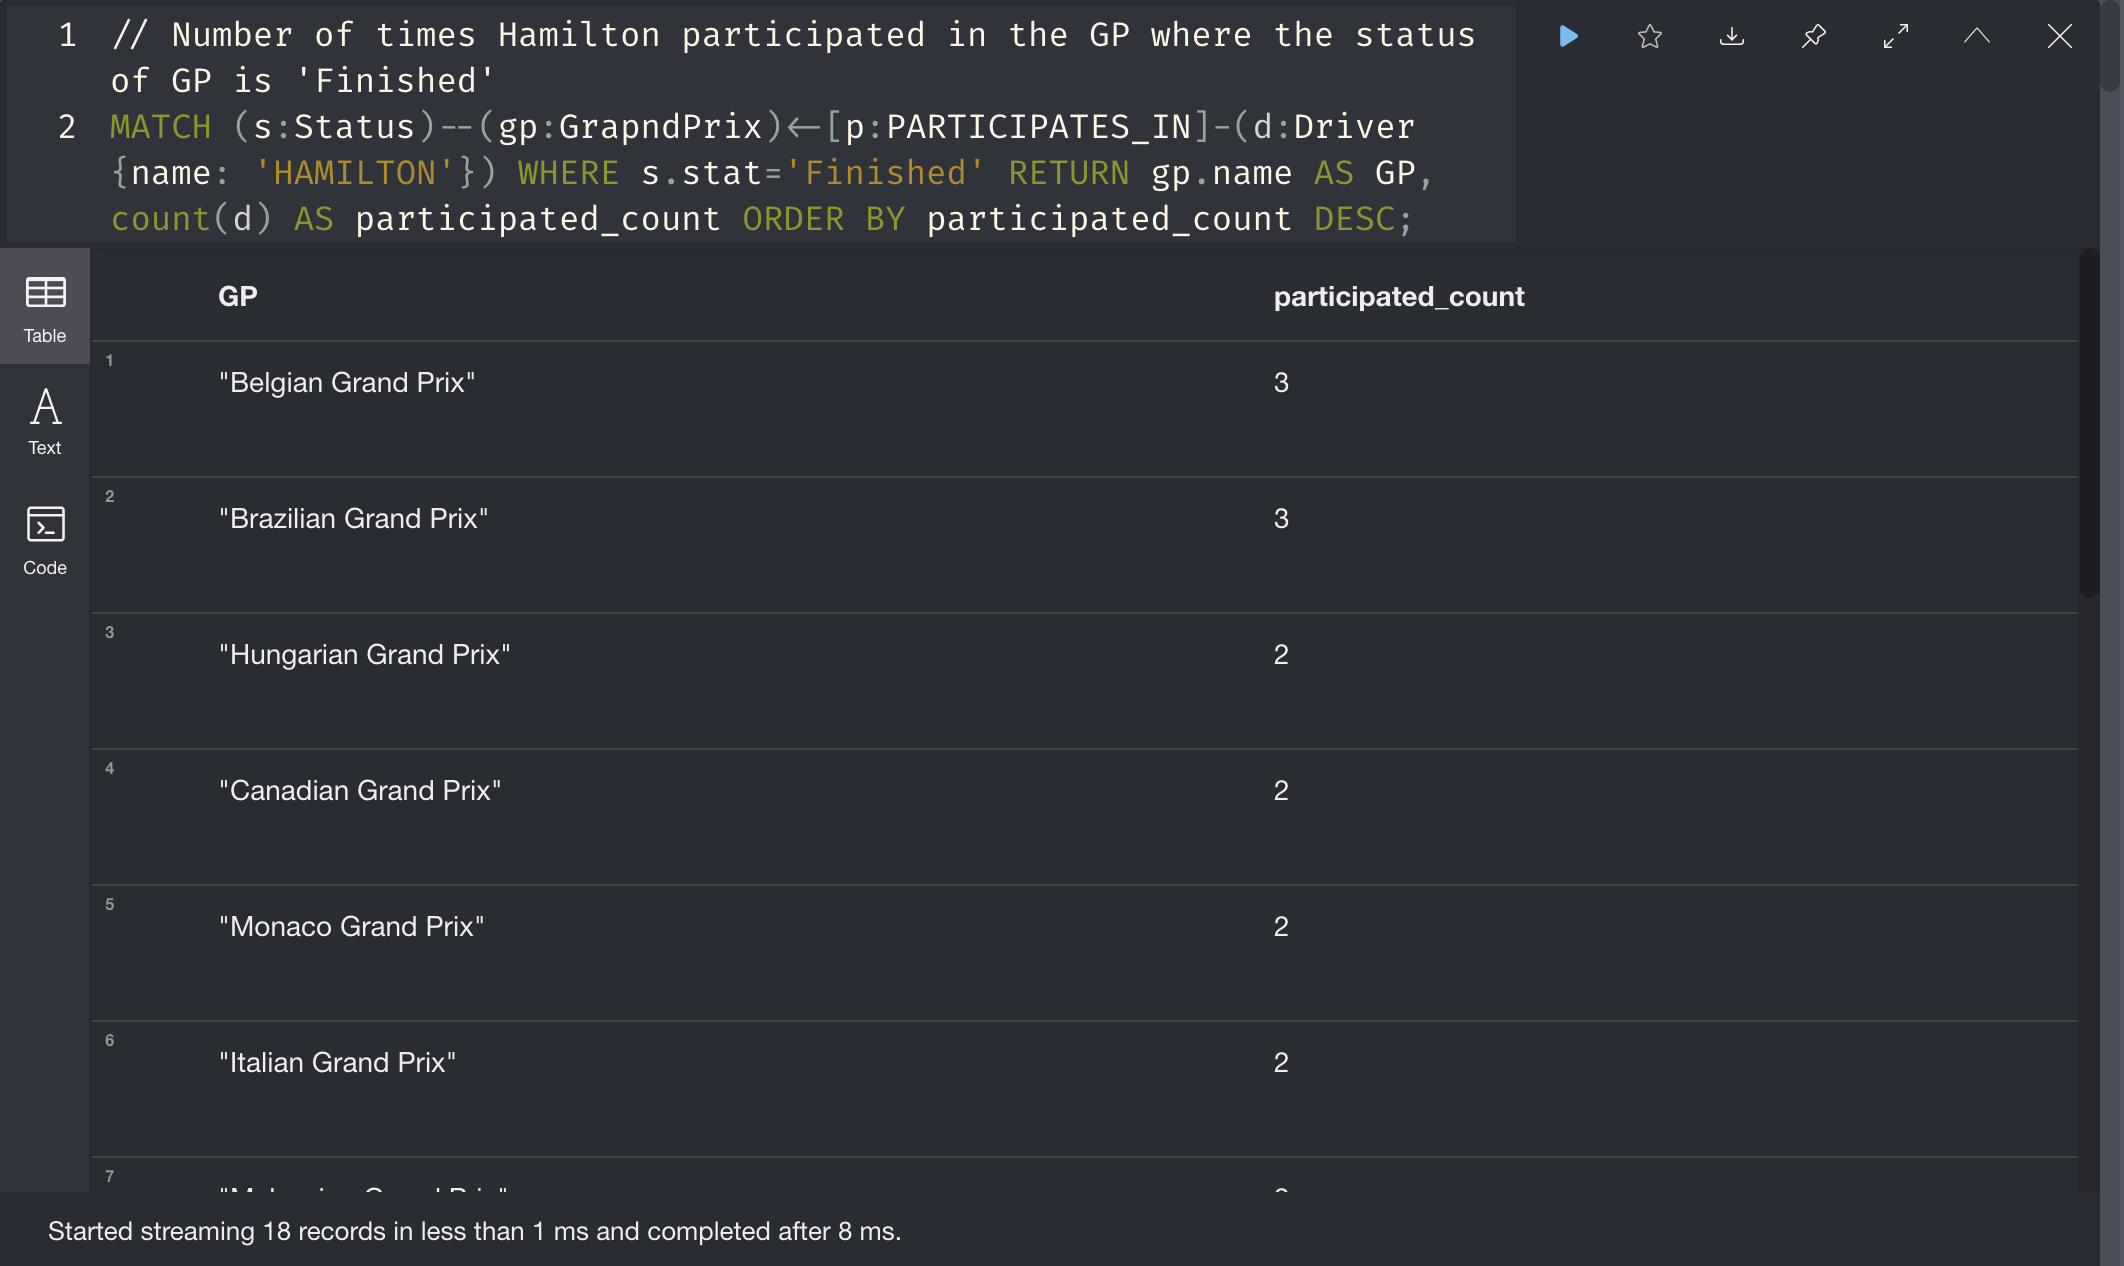 1 // Number of times Hamilton participated in the GP where the status
of GP is 'Finished'
2 MATCH (s:Status)--(gp:GrapndPrix)<-[p:PARTICIPATES_IN]-(d:Driver
{name: 'HAMILTON'}) WHERE s.stat='Finished' RETURN gp.name AS GP,
count(d) AS participated_count ORDER BY participated_count DESC;
Table
Text
Code
GP participated_count
1 "Belgian Grand Prix" 3
2 "Brazilian Grand Prix" 3
3 "Hungarian Grand Prix" 2
4 "Canadian Grand Prix" 2
5 "Monaco Grand Prix" 2
6 "Italian Grand Prix" 2
7
Started streaming 18 records in less than 1 ms and completed after 8 ms.